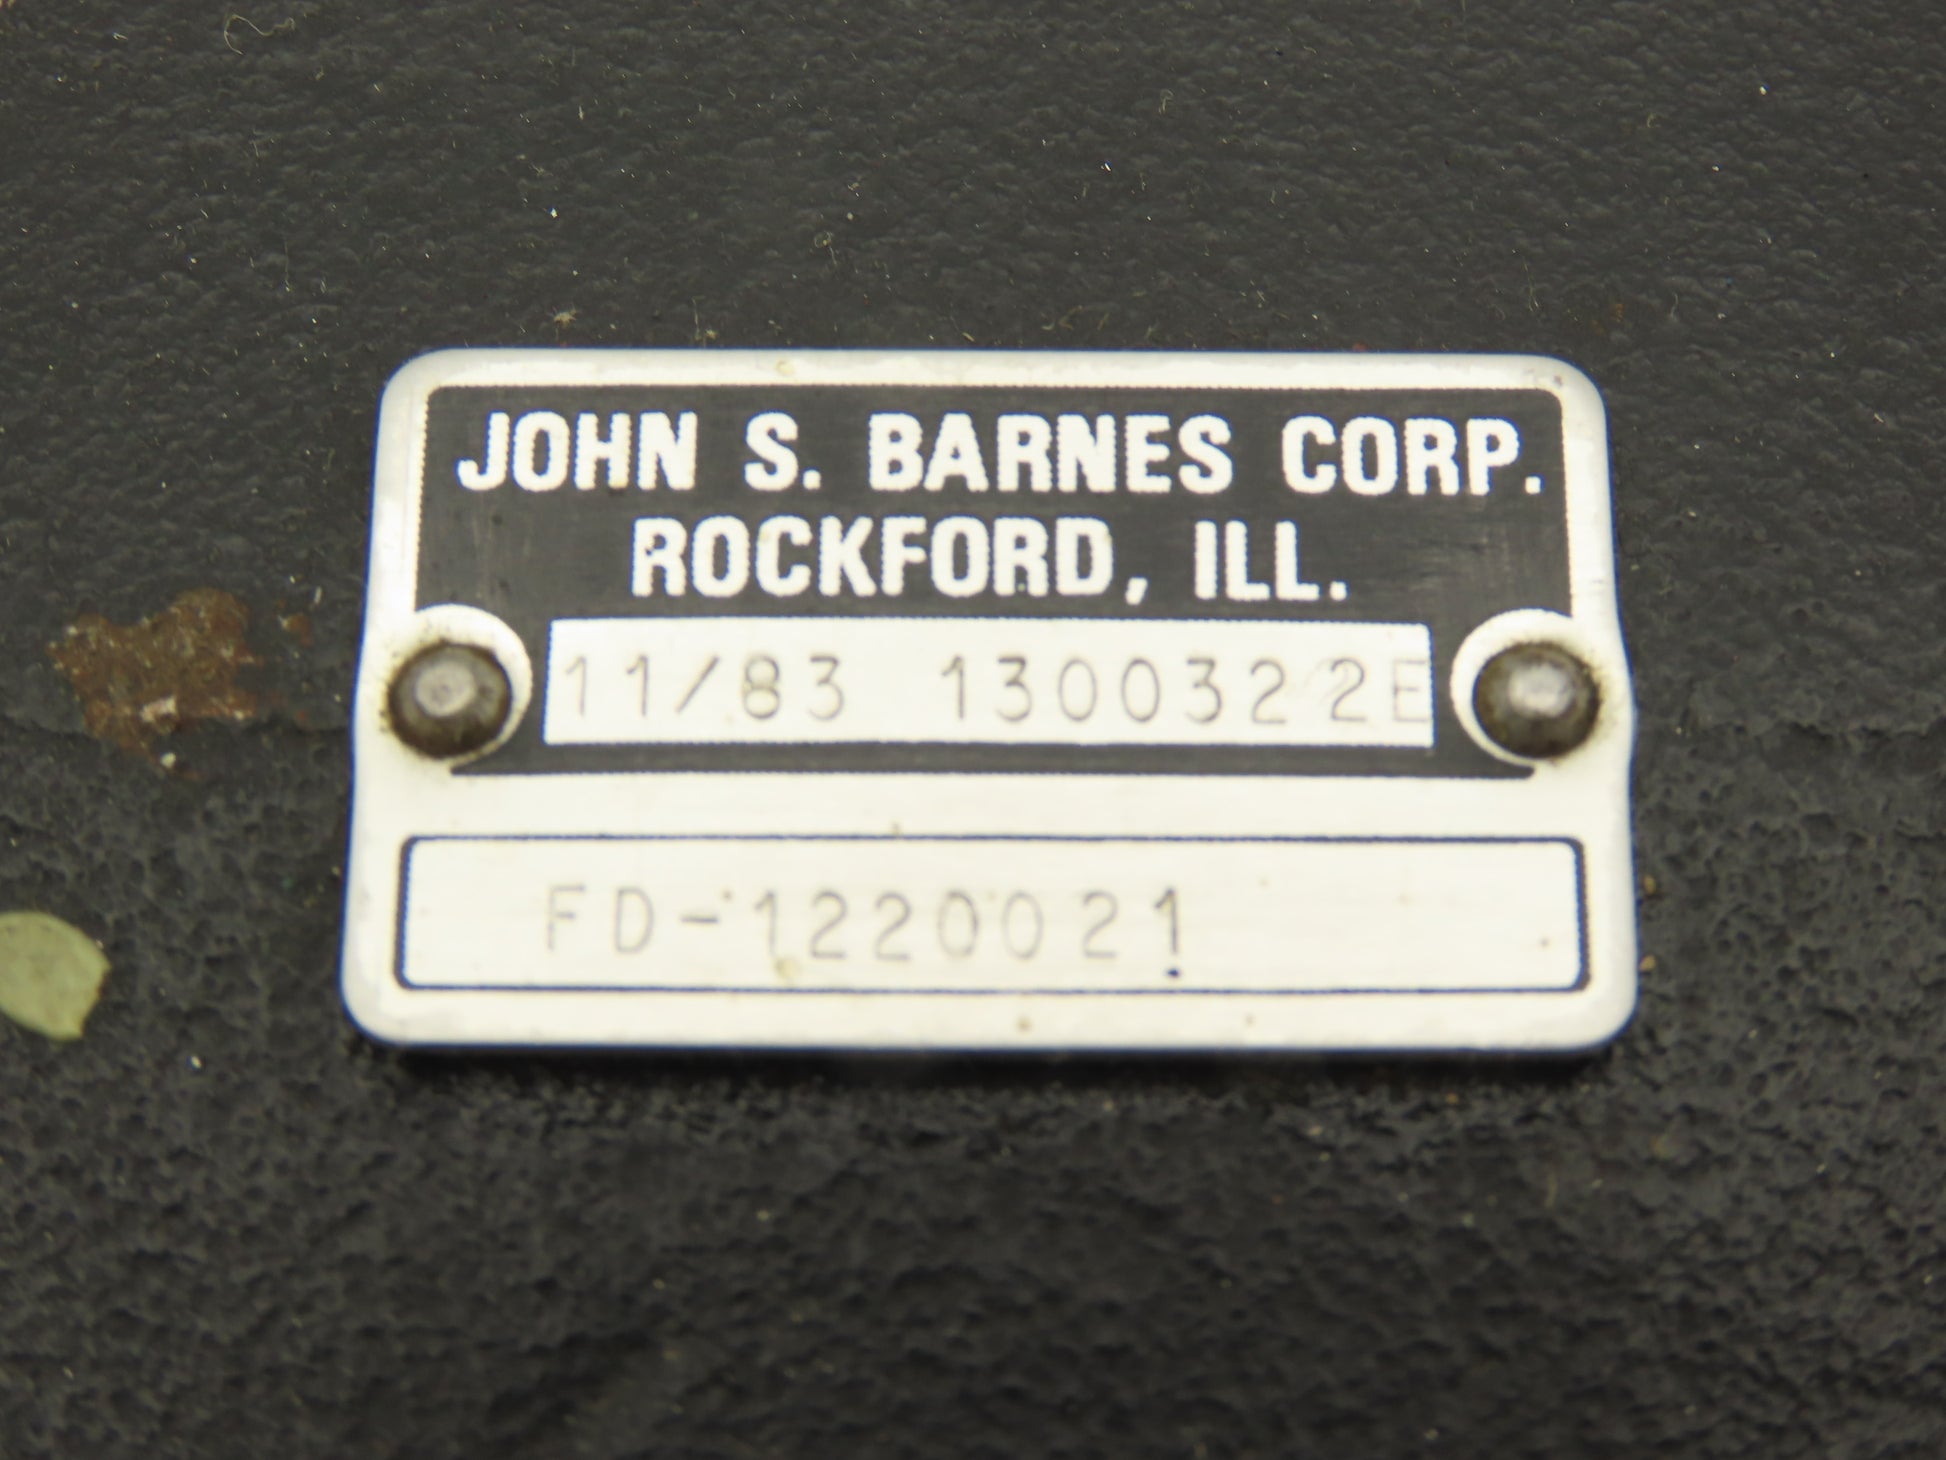 JOHN S. BARNES CORP.
ROCKFORD, ILL.
11/83 1300322E
FD-1220021